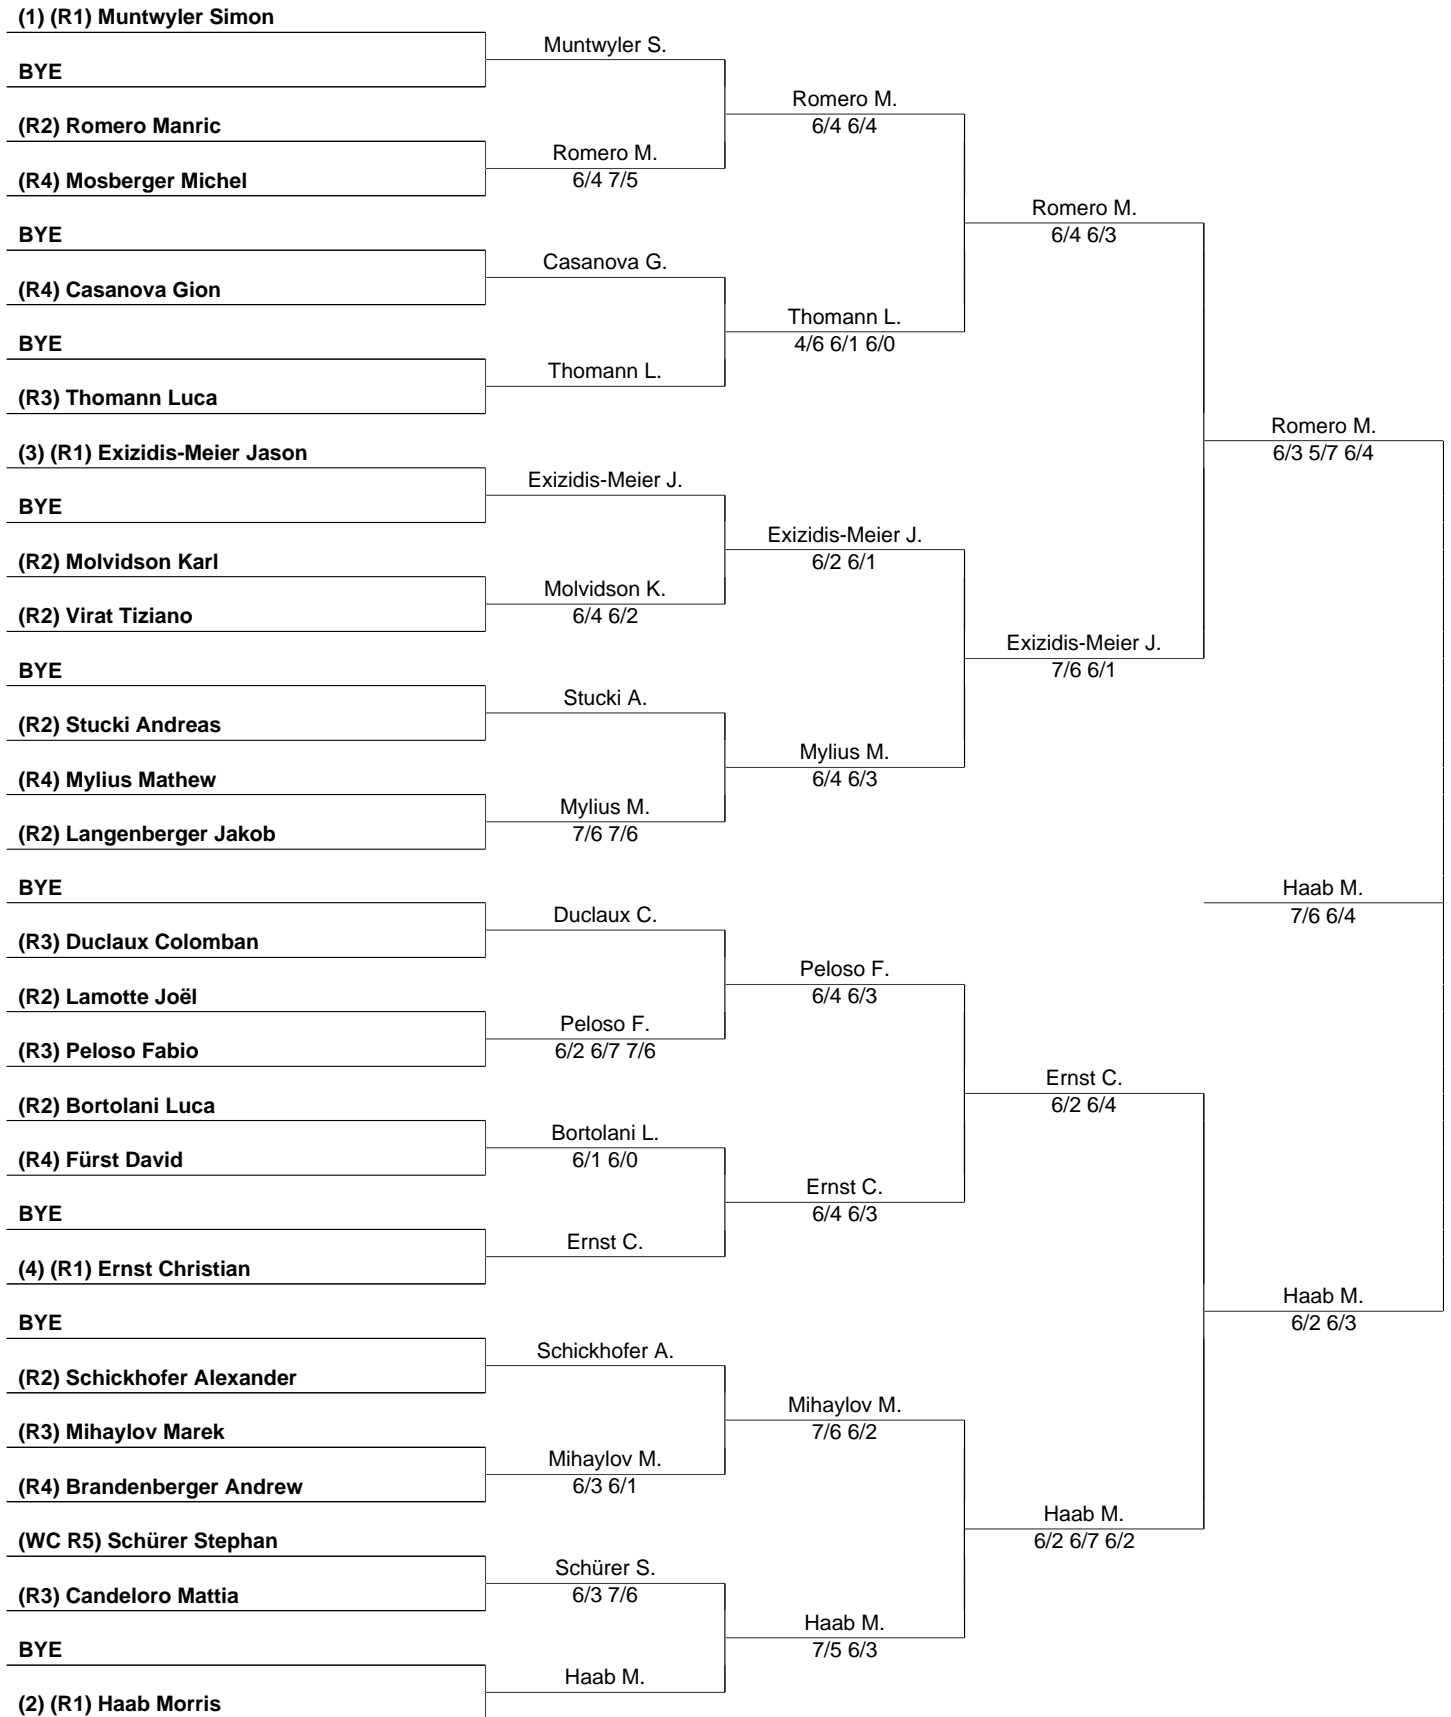 (1) (R1) Muntwyler Simon
BYE
(R2) Romero Manric
(R4) Mosberger Michel
BYE
(R4) Casanova Gion
BYE
(R3) Thomann Luca
(3) (R1) Exizidis-Meier Jason
BYE
(R2) Molvidson Karl
(R2) Virat Tiziano
BYE
(R2) Stucki Andreas
(R4) Mylius Mathew
(R2) Langenberger Jakob
BYE
(R3) Duclaux Colomban
(R2) Lamotte Joël
(R3) Peloso Fabio
(R2) Bortolani Luca
(R4) Fürst David
BYE
(4) (R1) Ernst Christian
BYE
(R2) Schickhofer Alexander
(R3) Mihaylov Marek
(R4) Brandenberger Andrew
(WC R5) Schürer Stephan
(R3) Candeloro Mattia
BYE
(2) (R1) Haab Morris
Muntwyler S.
Romero M.
6/4 7/5
Casanova G.
Thomann L.
Exizidis-Meier J.
Molvidson K.
6/4 6/2
Stucki A.
Mylius M.
7/6 7/6
Duclaux C.
Peloso F.
6/2 6/7 7/6
Bortolani L.
6/1 6/0
Ernst C.
Schickhofer A.
Mihaylov M.
6/3 6/1
Schürer S.
6/3 7/6
Haab M.
Romero M.
6/4 6/4
Thomann L.
4/6 6/1 6/0
Exizidis-Meier J.
6/2 6/1
Mylius M.
6/4 6/3
Peloso F.
6/4 6/3
Ernst C.
6/4 6/3
Mihaylov M.
7/6 6/2
Haab M.
7/5 6/3
Romero M.
6/4 6/3
Exizidis-Meier J.
7/6 6/1
Ernst C.
6/2 6/4
Haab M.
6/2 6/7 6/2
Romero M.
6/3 5/7 6/4
Haab M.
7/6 6/4
Haab M.
6/2 6/3